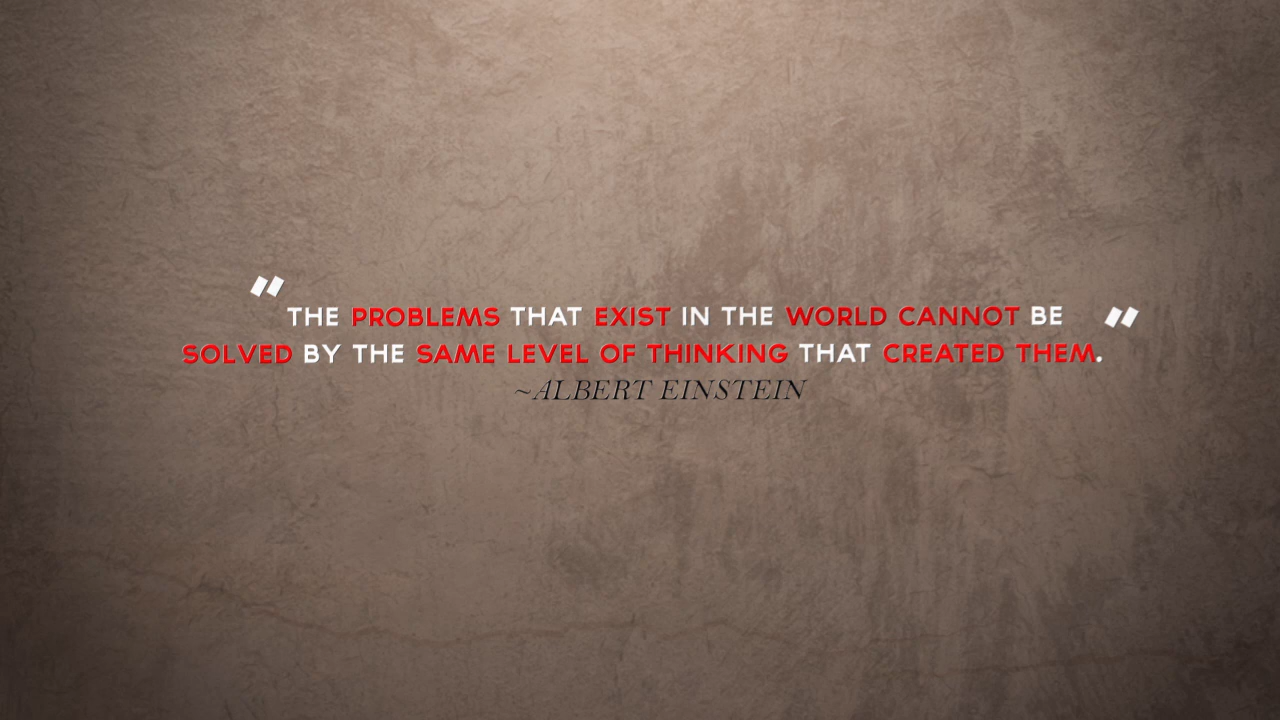 "THE PROBLEMS THAT EXIST IN THE WORLD CANNOT BE"
SOLVED BY THE SAME LEVEL OF THINKING THAT CREATED THEM.
~ALBERT EINSTEIN